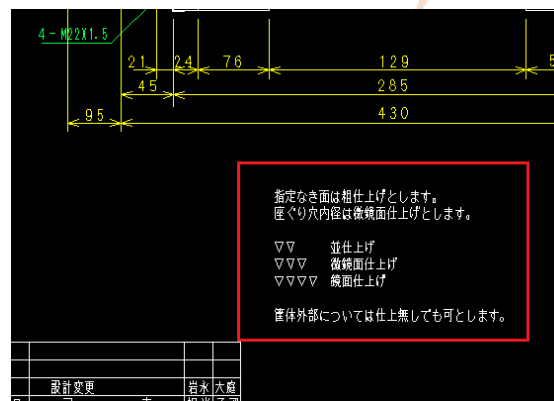 4-M22X1.5
21 24 76 129 5
45 285
95 430
指定なき面は粗仕上げとします。
座ぐり穴内径は微鏡面仕上げとします。
▽▽ 並仕上げ
▽▽▽ 微鏡面仕上げ
▽▽▽▽ 鏡面仕上げ
筐体外部については仕上無しでも可とします。
設計変更 岩永 大庭